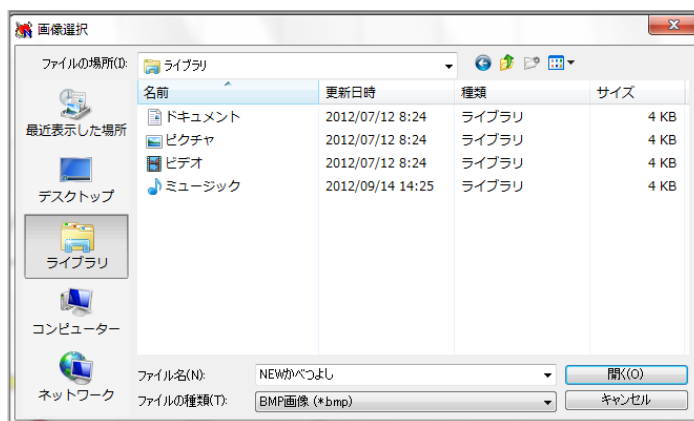 画像選択
ファイルの場所(I):
ライブラリ
名前 更新日時 種類 サイズ
ドキュメント 2012/07/12 8:24 ライブラリ 4 KB
ピクチャ 2012/07/12 8:24 ライブラリ 4 KB
ビデオ 2012/07/12 8:24 ライブラリ 4 KB
ミュージック 2012/09/14 14:25 ライブラリ 4 KB
最近表示した場所
デスクトップ
ライブラリ
コンピューター
ネットワーク
ファイル名(N): NEWかべつよし 開く(O)
ファイルの種類(T): BMP画像 (*.bmp) キャンセル